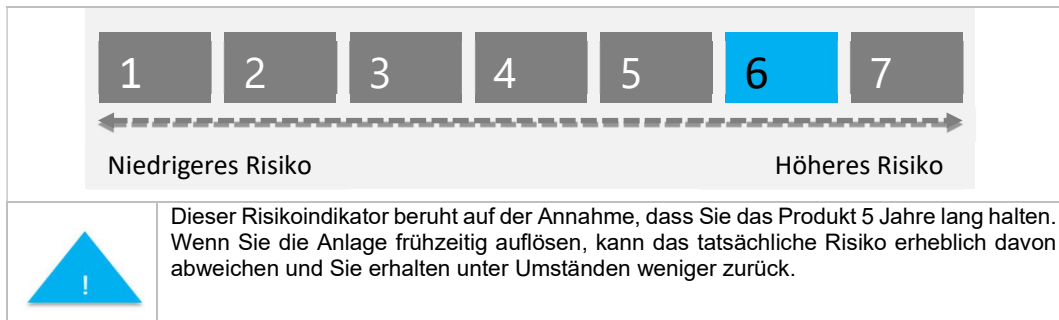 1 2 3 4 5 6 7
Niedrigeres Risiko Höheres Risiko
Dieser Risikoindikator beruht auf der Annahme, dass Sie das Produkt 5 Jahre lang halten.
Wenn Sie die Anlage frühzeitig auflösen, kann das tatsächliche Risiko erheblich davon
abweichen und Sie erhalten unter Umständen weniger zurück.
!